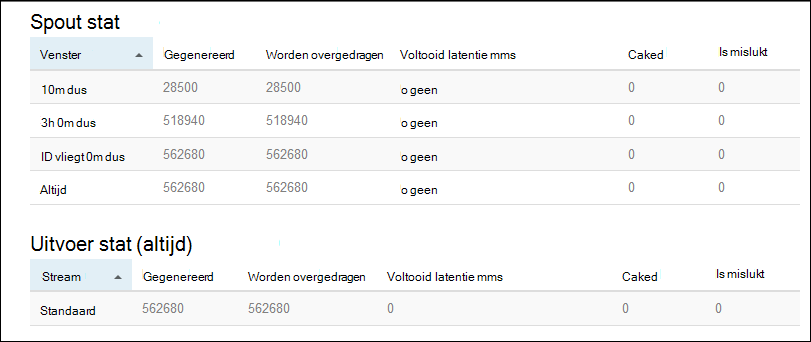 Spout stat
Venster Gegenereerd Worden overgedragen Voltooid latentie mms Caked Is mislukt
10m dus 28500 28500 o geen 0 0
3h 0m dus 518940 518940 o geen 0 0
ID vliegt 0m dus 562680 562680 o geen 0 0
Altijd 562680 562680 o geen 0 0
Uitvoer stat (altijd)
Stream Gegenereerd Worden overgedragen Voltooid latentie mms Caked Is mislukt
Standaard 562680 562680 0 0 0